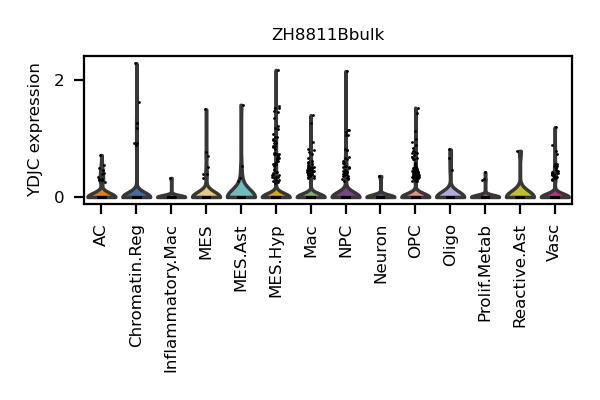 ZH8811Bbulk
YDJC expression
2
0
AC
Chromatin.Reg
Inflammatory.Mac
MES
MES.Ast
MES.Hyp
Mac
NPC
Neuron
OPC
Oligo
Prolif.Metab
Reactive.Ast
Vasc